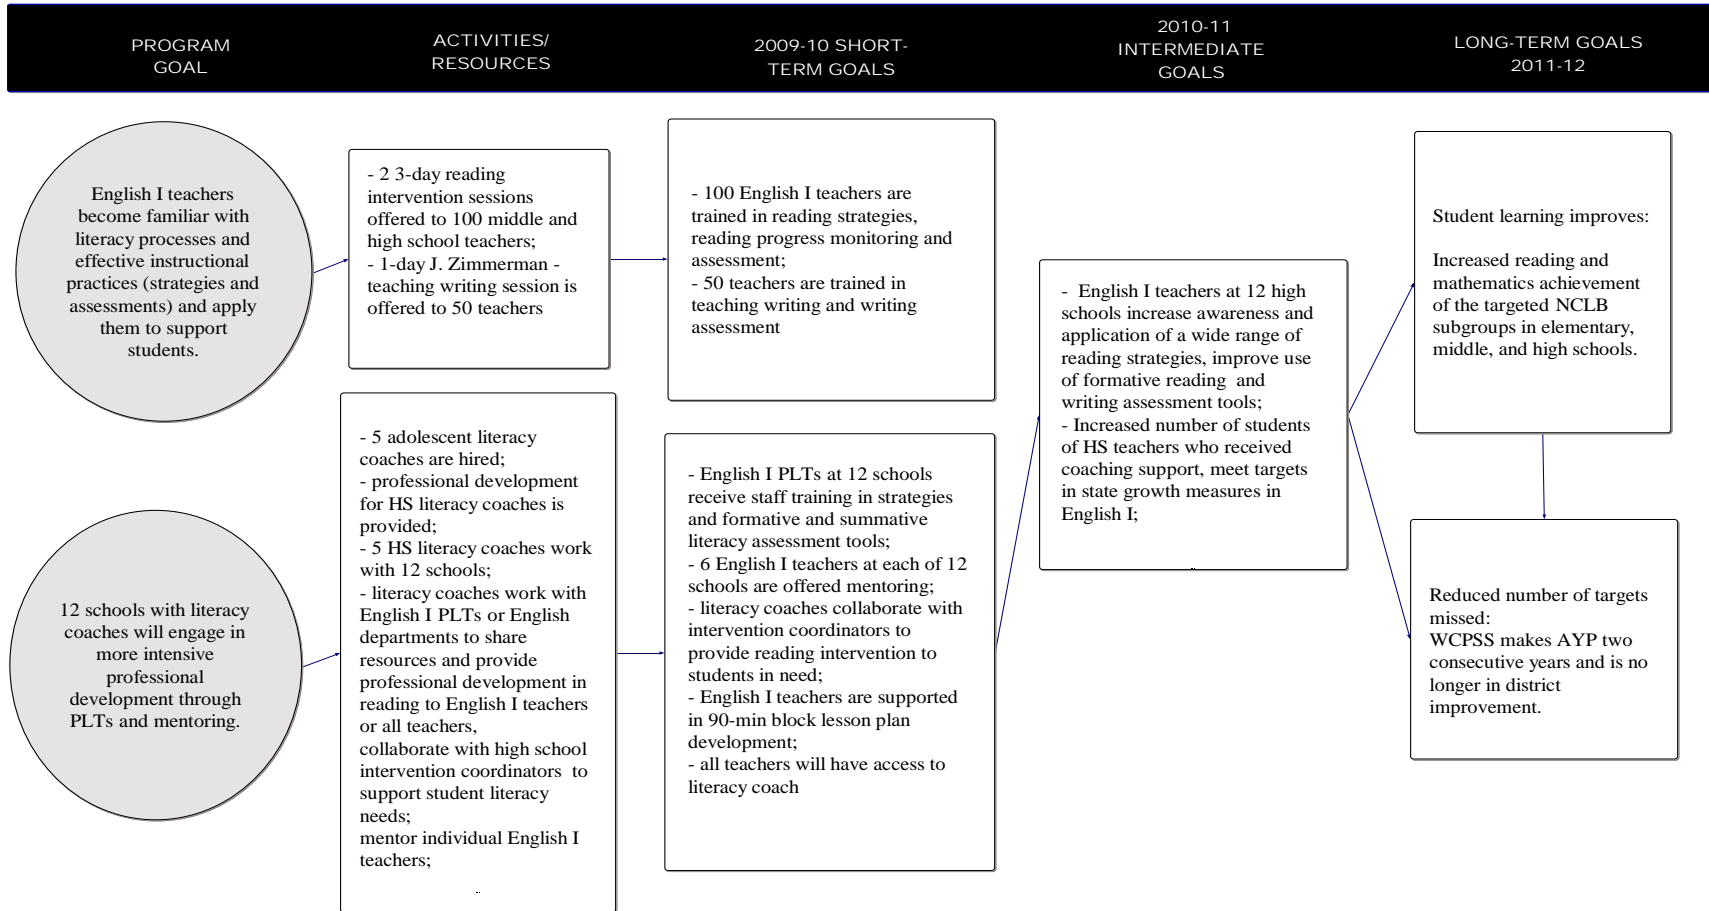 PROGRAM
GOAL
ACTIVITIES/
RESOURCES
2009-10 SHORT-
TERM GOALS
2010-11
INTERMEDIATE
GOALS
LONG-TERM GOALS
2011-12
English I teachers
become familiar with
literacy processes and
effective instructional
practices (strategies and
assessments) and apply
them to support
students.
- 2 3-day reading
intervention sessions
offered to 100 middle and
high school teachers;
- 1-day J. Zimmerman -
teaching writing session is
offered to 50 teachers
- 100 English I teachers are
trained in reading strategies,
reading progress monitoring and
assessment;
- 50 teachers are trained in
teaching writing and writing
assessment
12 schools with literacy
coaches will engage in
more intensive
professional
development through
PLTs and mentoring.
- 5 adolescent literacy
coaches are hired;
- professional development
for HS literacy coaches is
provided;
- 5 HS literacy coaches work
with 12 schools;
- literacy coaches work with
English I PLTs or English
departments to share
resources and provide
professional development in
reading to English I teachers
or all teachers,
collaborate with high school
intervention coordinators to
support student literacy
needs;
mentor individual English I
teachers;
- English I PLTs at 12 schools
receive staff training in strategies
and formative and summative
literacy assessment tools;
- 6 English I teachers at each of 12
schools are offered mentoring;
- literacy coaches collaborate with
intervention coordinators to
provide reading intervention to
students in need;
- English I teachers are supported
in 90-min block lesson plan
development;
- all teachers will have access to
literacy coach
- English I teachers at 12 high
schools increase awareness and
application of a wide range of
reading strategies, improve use
of formative reading and
writing assessment tools;
- Increased number of students
of HS teachers who received
coaching support, meet targets
in state growth measures in
English I;
Student learning improves:
Increased reading and
mathematics achievement
of the targeted NCLB
subgroups in elementary,
middle, and high schools.
Reduced number of targets
missed:
WCPSS makes AYP two
consecutive years and is no
longer in district
improvement.